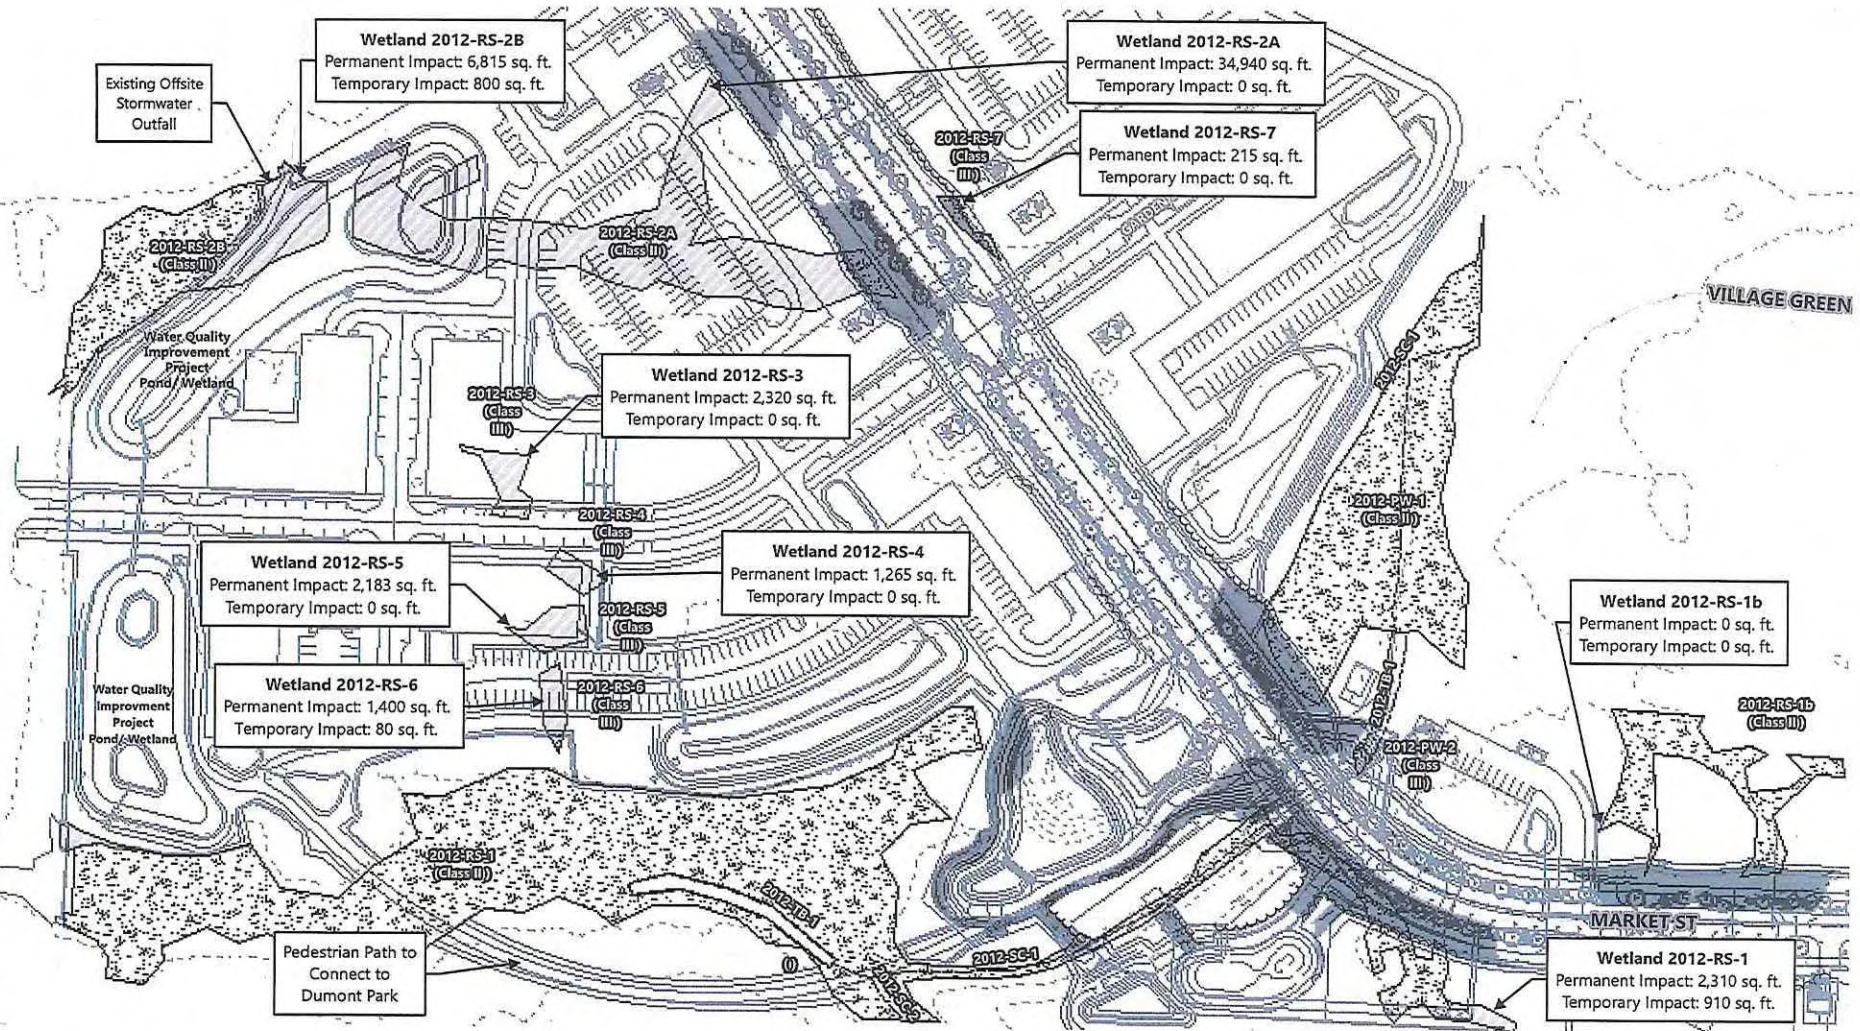 Wetland 2012-RS-2B
Permanent Impact: 6,815 sq. ft.
Temporary Impact: 800 sq. ft.
Wetland 2012-RS-2A
Permanent Impact: 34,940 sq. ft.
Temporary Impact: 0 sq. ft.
Existing Offsite
Stormwater
Outfall
Wetland 2012-RS-7
Permanent Impact: 215 sq. ft.
Temporary Impact: 0 sq. ft.
2012-RS-7
(Class
III)
2012-RS-2B
(Class II)
2012-RS-2A
(Class II)
VILLAGE GREEN
Water Quality
Improvement
Project
Pond/ Wetland
2012-SC-1
Wetland 2012-RS-3
Permanent Impact: 2,320 sq. ft.
Temporary Impact: 0 sq. ft.
2012-RS-3
(Class
III)
2012-PW-1
(Class II)
2012-RS-4
(Class
III)
Wetland 2012-RS-5
Permanent Impact: 2,183 sq. ft.
Temporary Impact: 0 sq. ft.
Wetland 2012-RS-4
Permanent Impact: 1,265 sq. ft.
Temporary Impact: 0 sq. ft.
2012-RS-5
(Class
III)
Wetland 2012-RS-1b
Permanent Impact: 0 sq. ft.
Temporary Impact: 0 sq. ft.
Wetland 2012-RS-6
Permanent Impact: 1,400 sq. ft.
Temporary Impact: 80 sq. ft.
2012-RS-6
(Class
III)
2012-TB-1
Water Quality
Improvment
Project
Pond/ Wetland
2012-RS-1b
(Class II)
2012-PW-2
(Class
III)
2012-RS-1
(Class II)
2012-TB-1
MARKET ST
Pedestrian Path to
Connect to
Dumont Park
()
2012-SC-1
2012-SC-2
Wetland 2012-RS-1
Permanent Impact: 2,310 sq. ft.
Temporary Impact: 910 sq. ft.